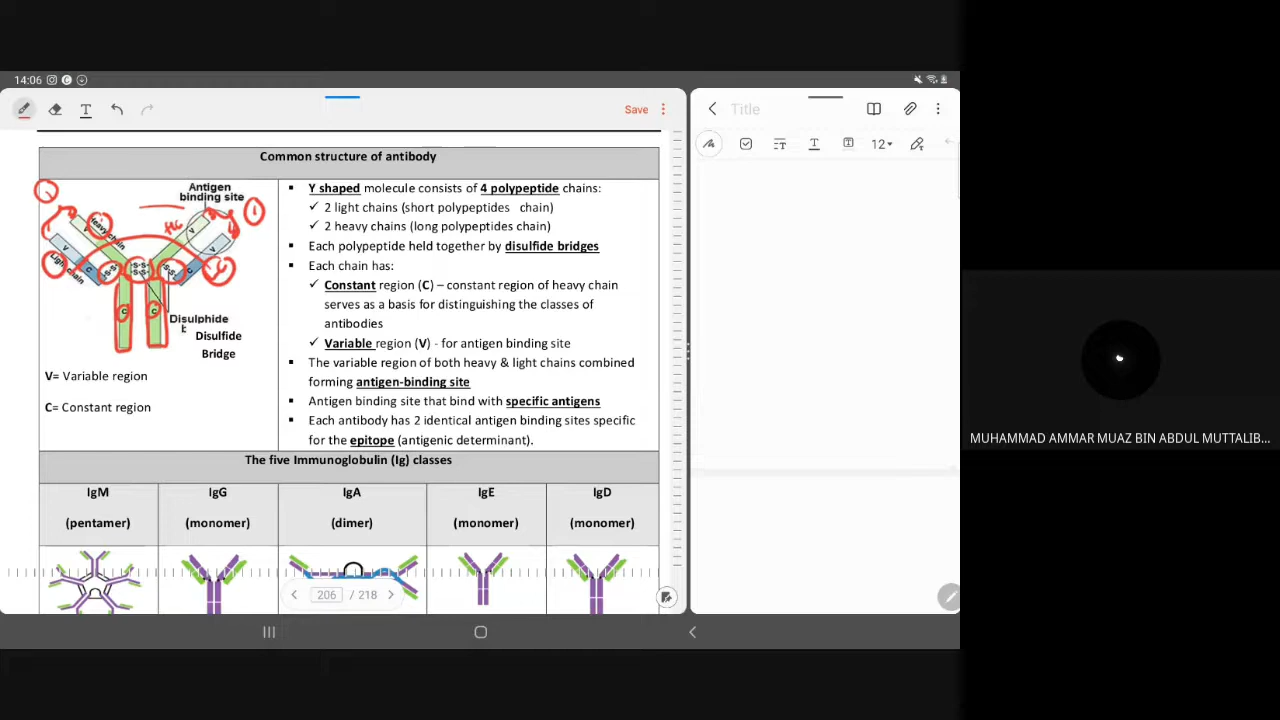 14:06
Save
Title
12
Common structure of antibody
Antigen
binding site
Heavy chain
Light chain
HC
V
V
V
C
C
C
C
-S-S-
-S-S-
-S-S-
-S-S-
Disulphide
Disulfide
Bridge
V= Variable region
C= Constant region
▪ Y shaped molecule consists of 4 polypeptide chains:
✓ 2 light chains (short polypeptides chain)
✓ 2 heavy chains (long polypeptides chain)
▪ Each polypeptide held together by disulfide bridges
▪ Each chain has:
✓ Constant region (C) – constant region of heavy chain
serves as a basis for distinguishing the classes of
antibodies
✓ Variable region (V) - for antigen binding site
▪ The variable region of both heavy & light chains combined
forming antigen-binding site
▪ Antigen binding site that bind with specific antigens
▪ Each antibody has 2 identical antigen binding sites specific
for the epitope (antigenic determinant).
The five Immunoglobulin (Ig) classes
IgM IgG IgA IgE IgD
(pentamer) (monomer) (dimer) (monomer) (monomer)
206 / 218
MUHAMMAD AMMAR MUAZ BIN ABDUL MUTTALIB...